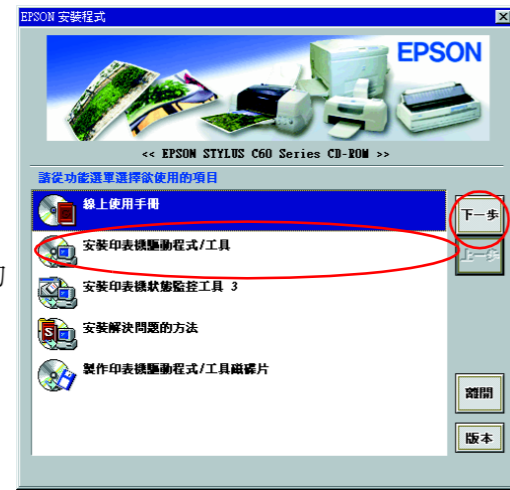 EPSON 安裝程式
EPSON
<< EPSON STYLUS C60 Series CD-ROM >>
請從功能選單選擇欲使用的項目
線上使用手冊
下一步
安裝印表機驅動程式/工具
上一步
安裝印表機狀態監控工具 3
安裝解決問題的方法
製作印表機驅動程式/工具磁碟片
離開
版本